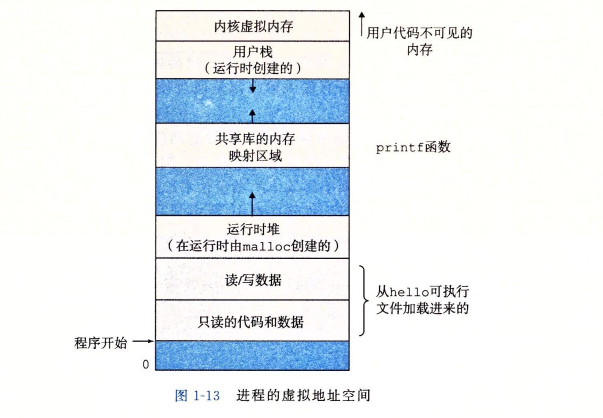 内核虚拟内存
用户代码不可见的
内存
用户栈
（运行时创建的）
共享库的内存
映射区域
printf函数
运行时堆
（在运行时由malloc创建的）
读/写数据
从hello可执行
文件加载进来的
只读的代码和数据
程序开始
0
图 1-13 进程的虚拟地址空间